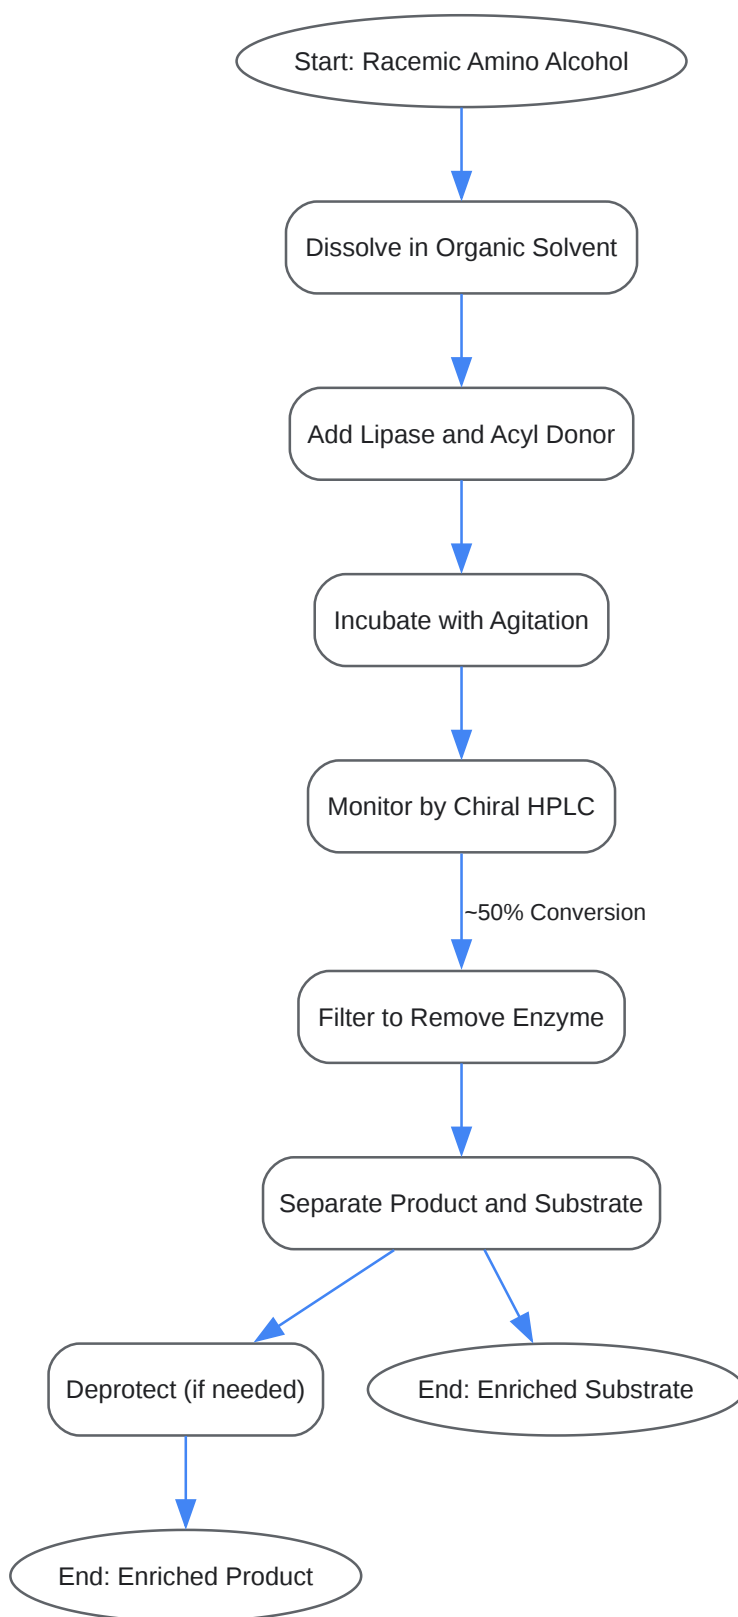 Start: Racemic Amino Alcohol
Dissolve in Organic Solvent
Add Lipase and Acyl Donor
Incubate with Agitation
Monitor by Chiral HPLC
~50% Conversion
Filter to Remove Enzyme
Separate Product and Substrate
Deprotect (if needed)
End: Enriched Substrate
End: Enriched Product